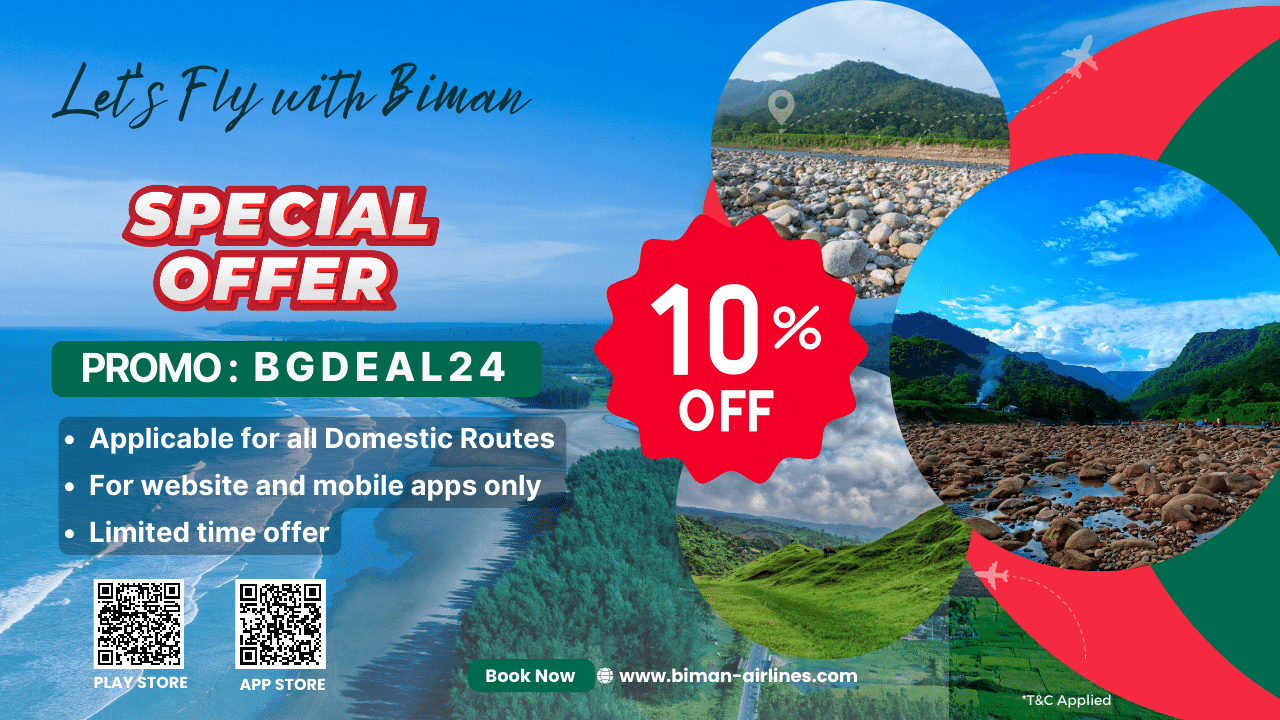 Let's Fly with Biman
SPECIAL
OFFER
PROMO : BGDEAL24
• Applicable for all Domestic Routes
• For website and mobile apps only
• Limited time offer
10%
OFF
PLAY STORE
APP STORE
Book Now
www.biman-airlines.com
*T&C Applied